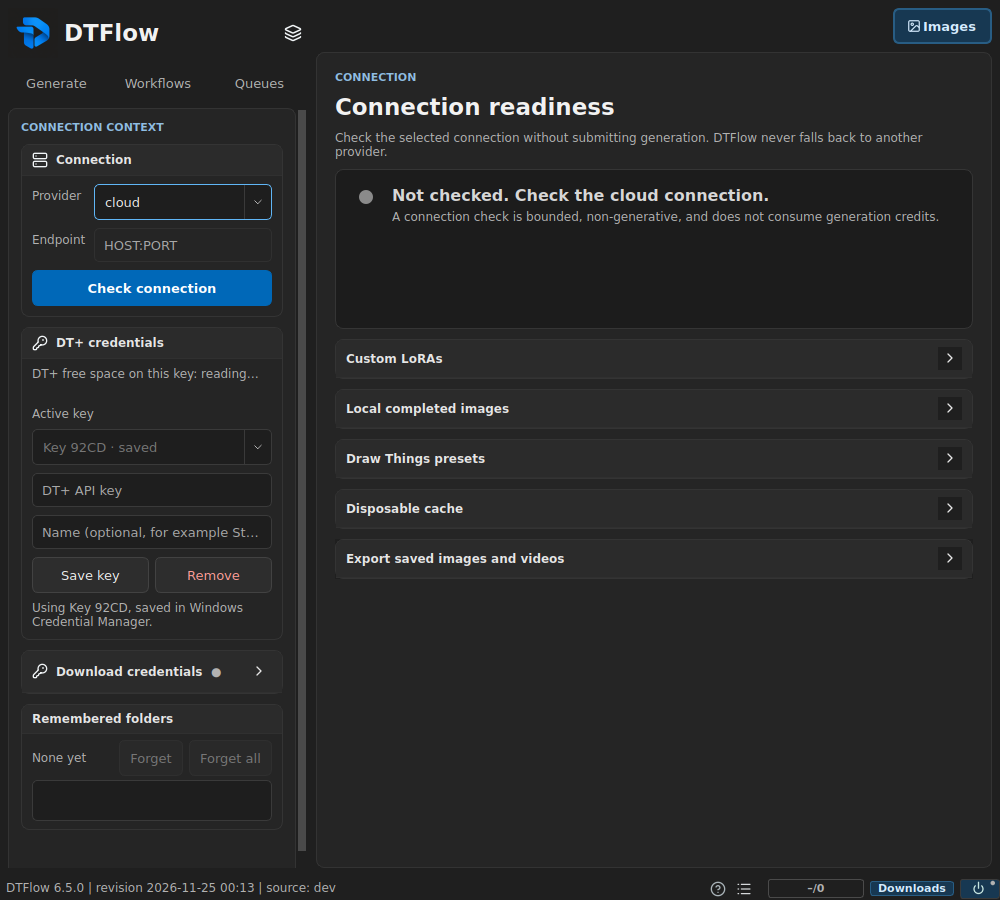 DTFlow
Images
Generate
Workflows
Queues
CONNECTION CONTEXT
Connection
Provider
cloud
Endpoint
HOST:PORT
Check connection
DT+ credentials
DT+ free space on this key: reading...
Active key
Key 92CD · saved
DT+ API key
Name (optional, for example St...
Save key
Remove
Using Key 92CD, saved in Windows
Credential Manager.
Download credentials
Remembered folders
None yet
Forget
Forget all
CONNECTION
Connection readiness
Check the selected connection without submitting generation. DTFlow never falls back to another
provider.
Not checked. Check the cloud connection.
A connection check is bounded, non-generative, and does not consume generation credits.
Custom LoRAs
Local completed images
Draw Things presets
Disposable cache
Export saved images and videos
DTFlow 6.5.0 | revision 2026-11-25 00:13 | source: dev
–/0
Downloads